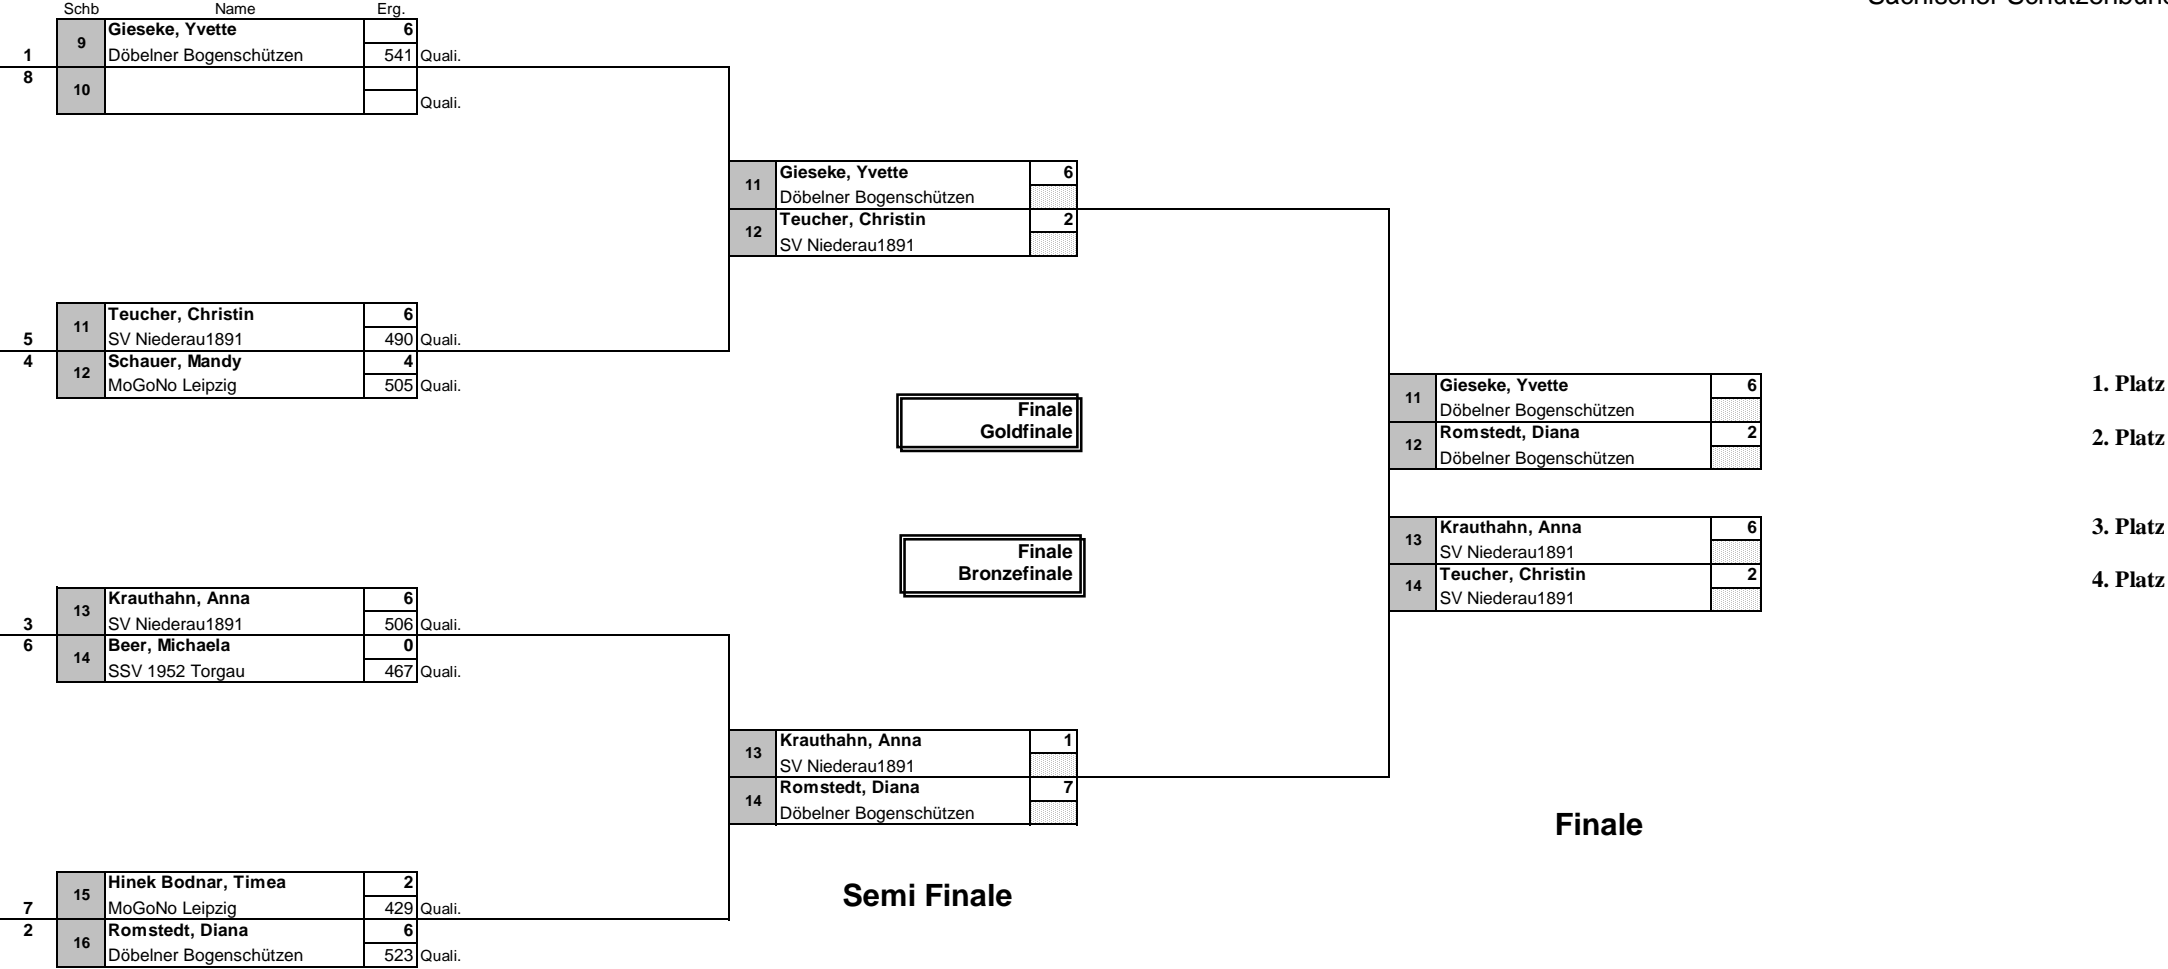 Schb Name Erg.
9 Gieseke, Yvette 6
1 Döbelner Bogenschützen 541 Quali.
8
10
Quali.
11 Gieseke, Yvette 6
Döbelner Bogenschützen
12 Teucher, Christin 2
SV Niederau1891
11 Teucher, Christin 6
5 SV Niederau1891 490 Quali.
4 12 Schauer, Mandy 4
MoGoNo Leipzig 505 Quali.
Finale
Goldfinale
11 Gieseke, Yvette 6 1. Platz
Döbelner Bogenschützen
12 Romstedt, Diana 2 2. Platz
Döbelner Bogenschützen
Finale
Bronzefinale
13 Krauthahn, Anna 6 3. Platz
SV Niederau1891
14 Teucher, Christin 2 4. Platz
SV Niederau1891
13 Krauthahn, Anna 6
3 SV Niederau1891 506 Quali.
6 14 Beer, Michaela 0
SSV 1952 Torgau 467 Quali.
13 Krauthahn, Anna 1
SV Niederau1891
14 Romstedt, Diana 7
Döbelner Bogenschützen
Finale
Semi Finale
15 Hinek Bodnar, Timea 2
7 MoGoNo Leipzig 429 Quali.
2 16 Romstedt, Diana 6
Döbelner Bogenschützen 523 Quali.